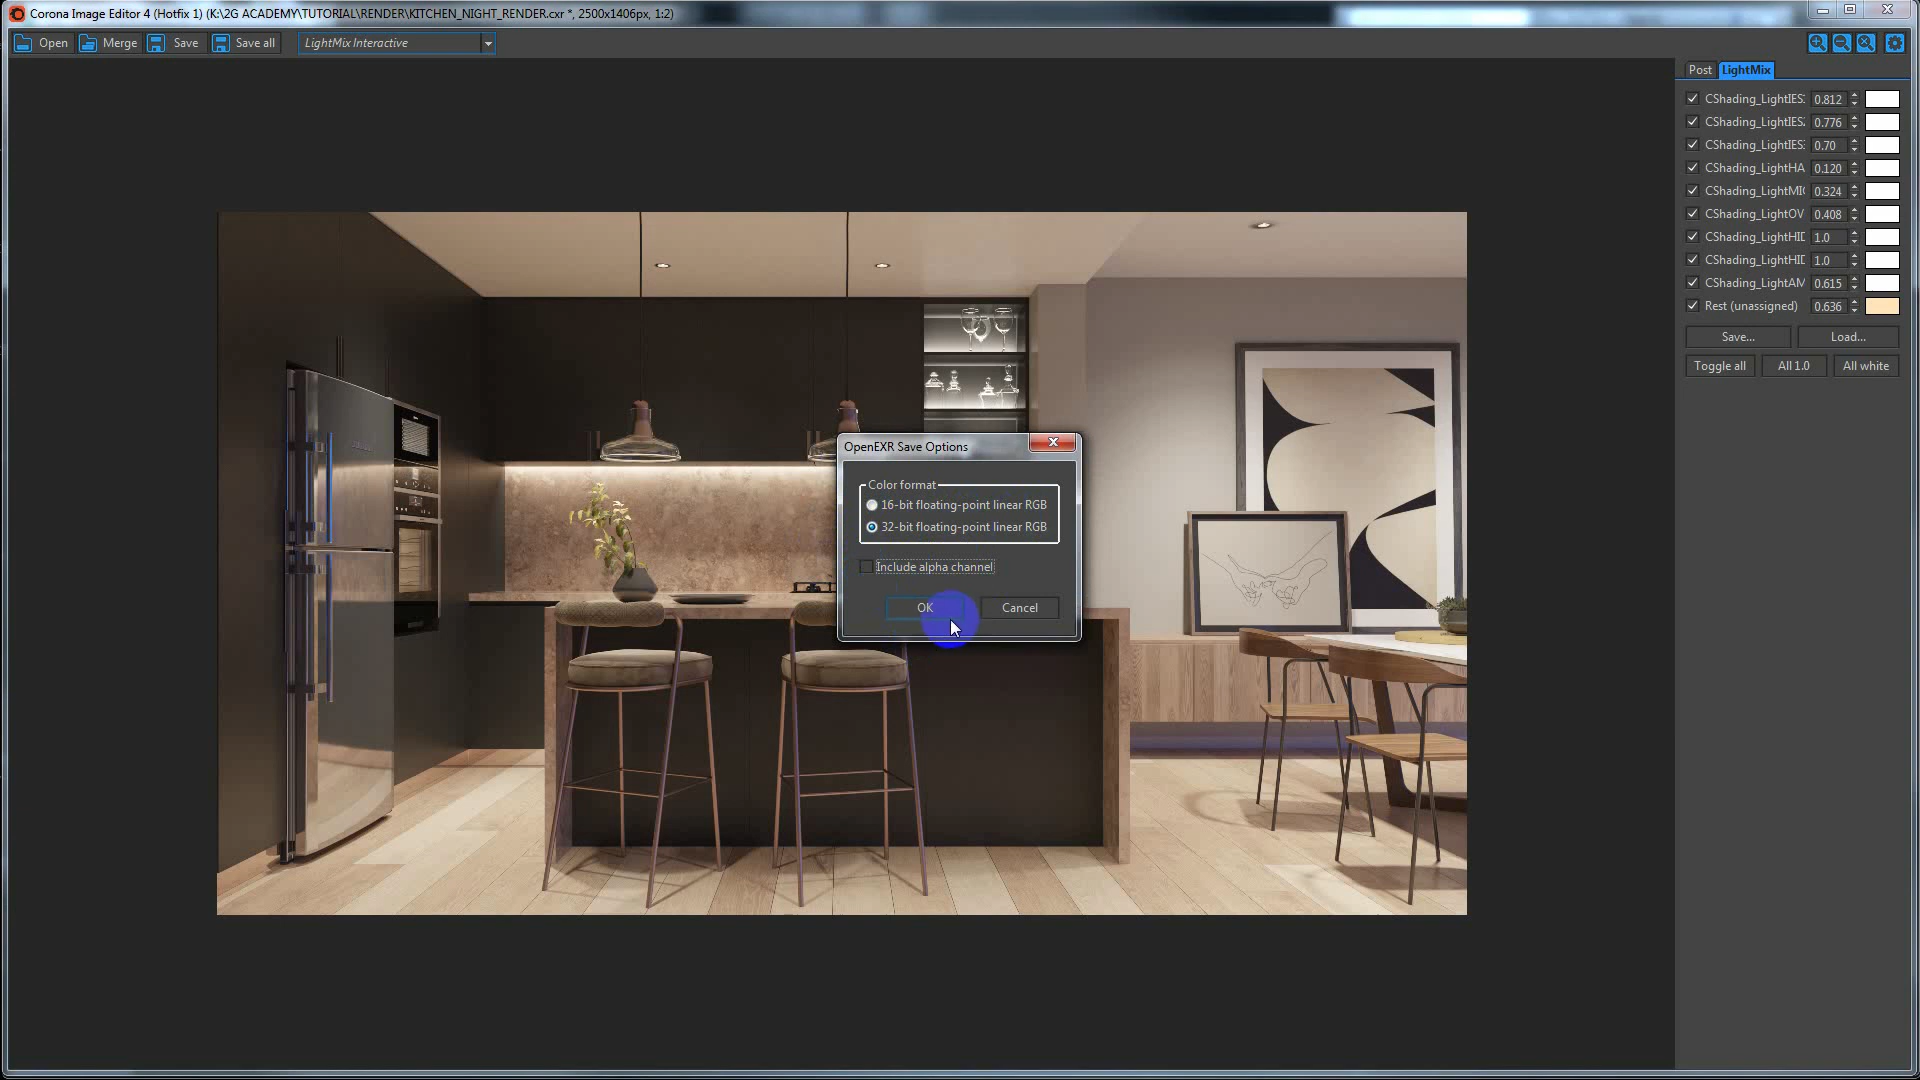 Corona Image Editor 4 (Hotfix 1) (K:\2G ACADEMY\TUTORIAL\RENDER\KITCHEN_NIGHT_RENDER.cxr *, 2500x1406px, 1:2)
Open Merge Save Save all LightMix Interactive
Post LightMix
CShading_LightIES: 0.812
CShading_LightIES: 0.776
CShading_LightIES: 0.70
CShading_LightHA 0.120
CShading_LightMI 0.324
CShading_LightOV 0.408
CShading_LightHID 1.0
CShading_LightHID 1.0
CShading_LightAM 0.615
Rest (unassigned) 0.636
Save... Load...
Toggle all All 1.0 All white
OpenEXR Save Options
Color format
16-bit floating-point linear RGB
32-bit floating-point linear RGB
Include alpha channel
OK Cancel